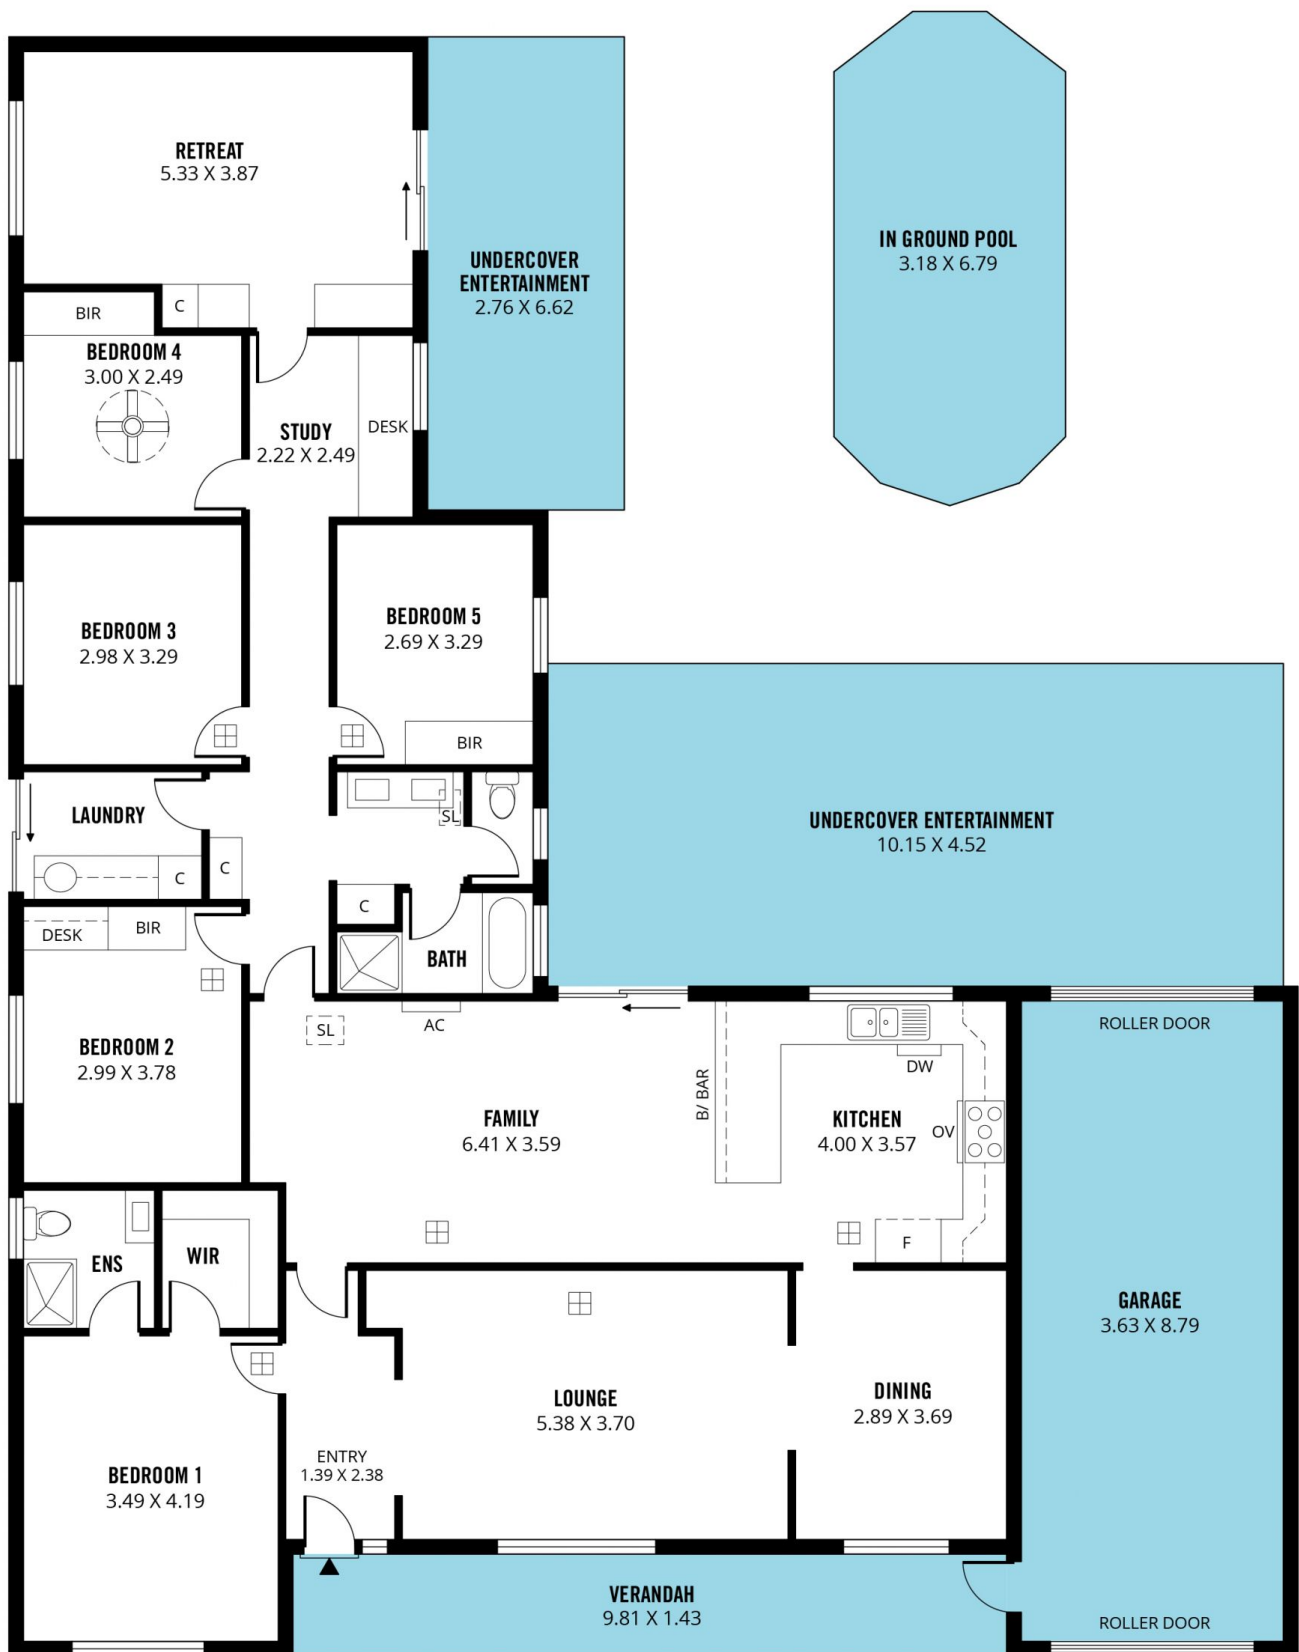 RETREAT
5.33 X 3.87
UNDERCOVER
ENTERTAINMENT
2.76 X 6.62
IN GROUND POOL
3.18 X 6.79
BIR
C
BEDROOM 4
3.00 X 2.49
STUDY
2.22 X 2.49
DESK
BEDROOM 3
2.98 X 3.29
BEDROOM 5
2.69 X 3.29
BIR
LAUNDRY
C
C
SL
C
BATH
UNDERCOVER ENTERTAINMENT
10.15 X 4.52
DESK
BIR
BEDROOM 2
2.99 X 3.78
SL
AC
FAMILY
6.41 X 3.59
B/ BAR
DW
KITCHEN
4.00 X 3.57
OV
F
ROLLER DOOR
GARAGE
3.63 X 8.79
ENS
WIR
LOUNGE
5.38 X 3.70
DINING
2.89 X 3.69
ENTRY
1.39 X 2.38
BEDROOM 1
3.49 X 4.19
VERANDAH
9.81 X 1.43
ROLLER DOOR